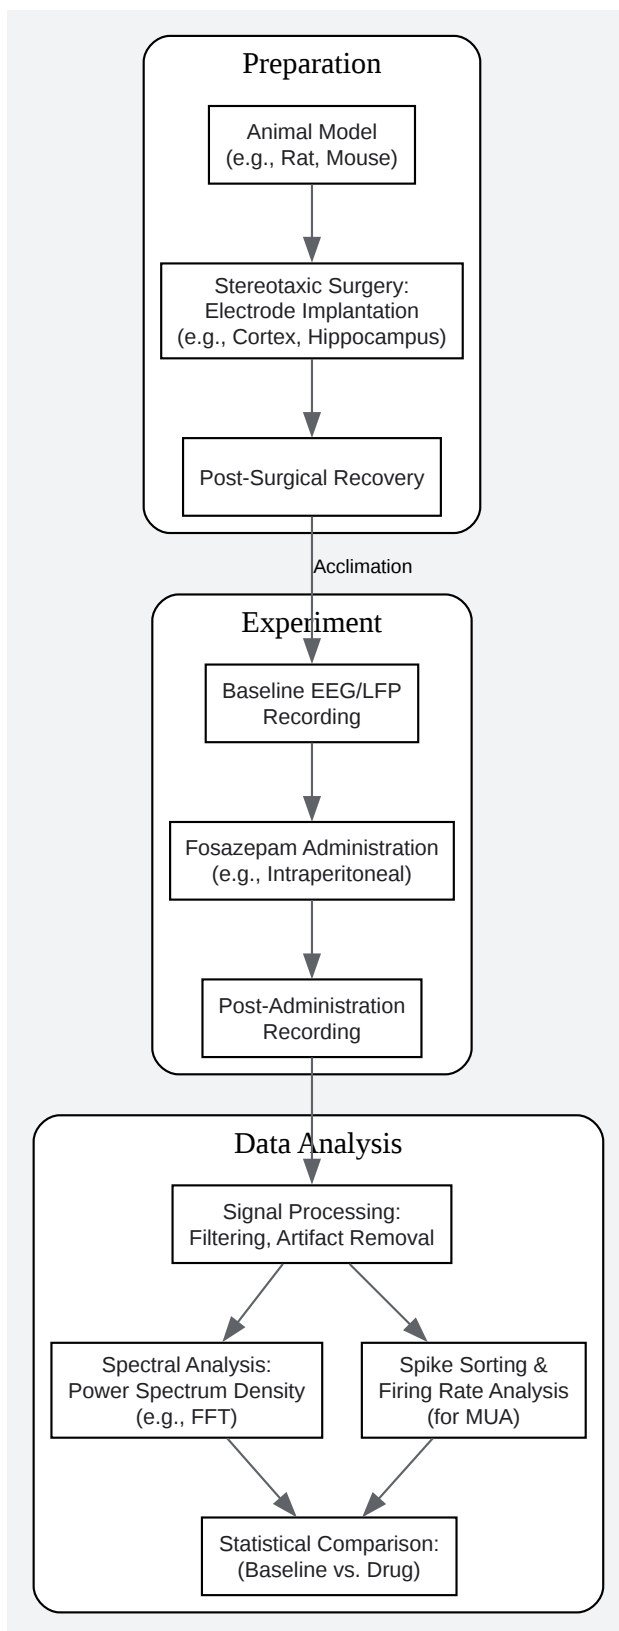 Preparation
Animal Model
(e.g., Rat, Mouse)
Stereotaxic Surgery:
Electrode Implantation
(e.g., Cortex, Hippocampus)
Post-Surgical Recovery
Acclimation
Experiment
Baseline EEG/LFP
Recording
Fosazepam Administration
(e.g., Intraperitoneal)
Post-Administration
Recording
Data Analysis
Signal Processing:
Filtering, Artifact Removal
Spectral Analysis:
Power Spectrum Density
(e.g., FFT)
Spike Sorting &
Firing Rate Analysis
(for MUA)
Statistical Comparison:
(Baseline vs. Drug)